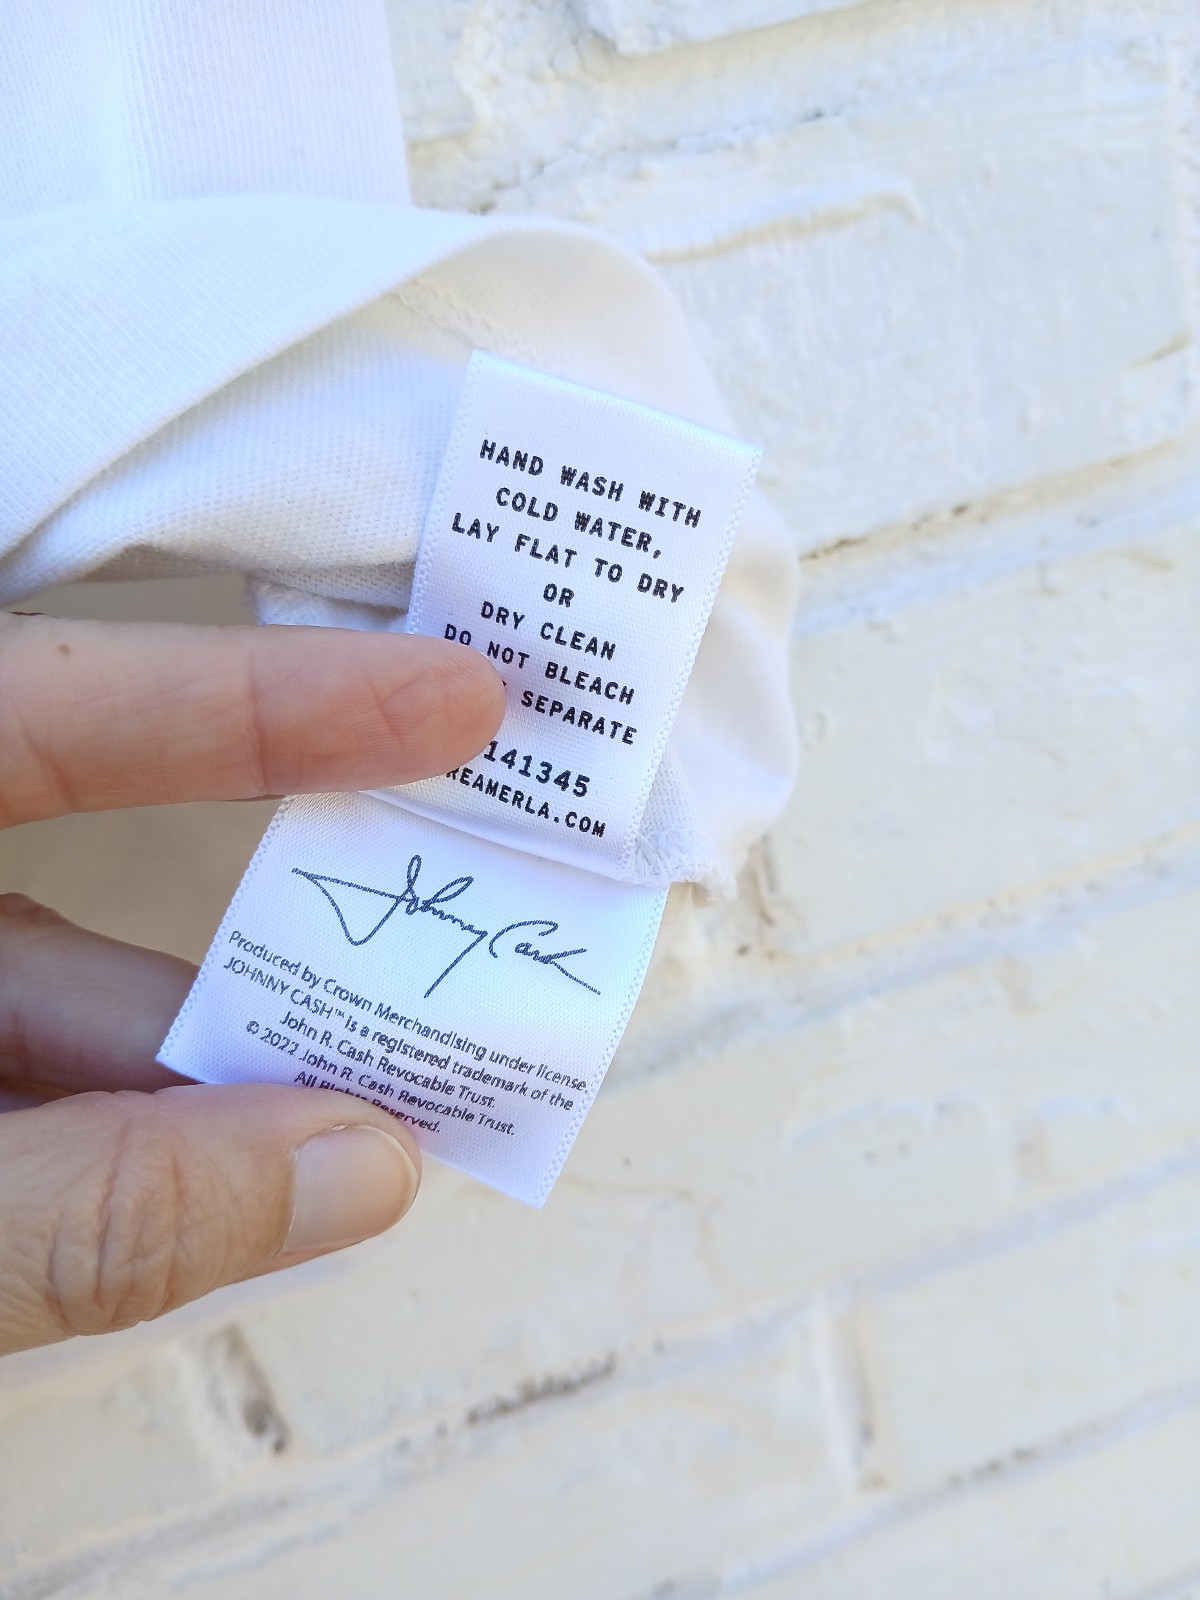 HAND WASH WITH
COLD WATER,
LAY FLAT TO DRY
OR
DRY CLEAN
DO NOT BLEACH
SEPARATE
141345
REAMERLA.COM
Johnny Cash
Produced by Crown Merchandising under license.
JOHNNY CASH™ is a registered trademark of the
John R. Cash Revocable Trust.
© 2022 John R. Cash Revocable Trust.
All Rights Reserved.